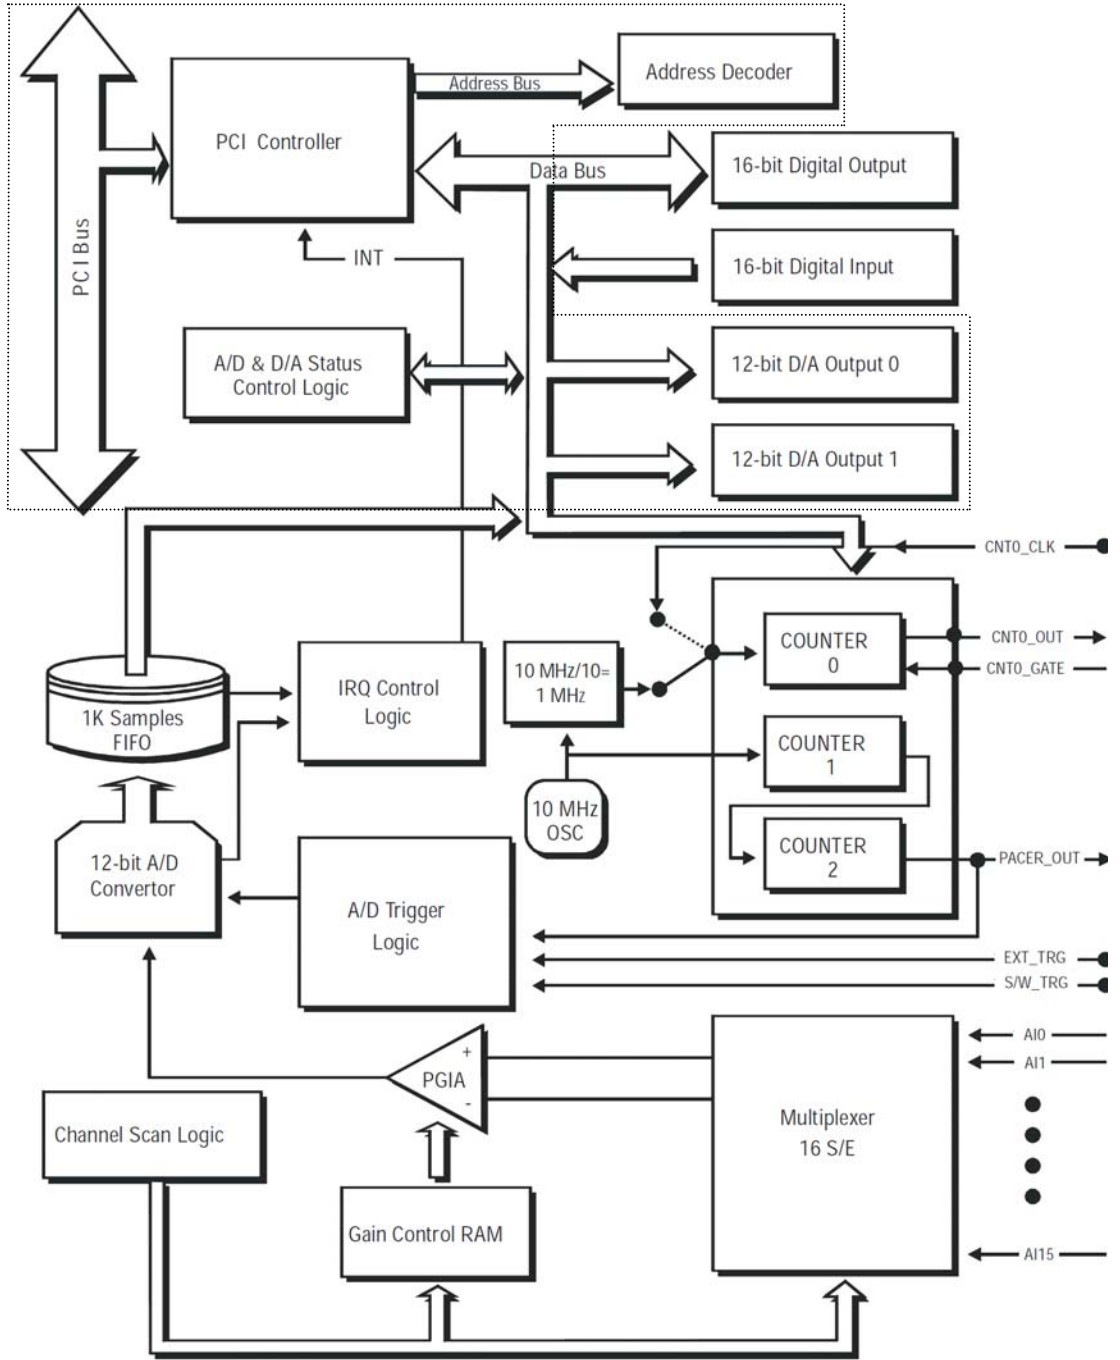 Address Bus
Address Decoder
PCI Controller
PCI Bus
Data Bus
16-bit Digital Output
INT
16-bit Digital Input
A/D & D/A Status
Control Logic
12-bit D/A Output 0
12-bit D/A Output 1
CNT0_CLK
COUNTER
0
CNT0_OUT
CNT0_GATE
10 MHz/10=
1 MHz
IRQ Control
Logic
1K Samples
FIFO
COUNTER
1
10 MHz
OSC
COUNTER
2
PACER_OUT
12-bit A/D
Convertor
A/D Trigger
Logic
EXT_TRG
S/W_TRG
AI0
AI1
+
PGIA
-
Multiplexer
16 S/E
Channel Scan Logic
Gain Control RAM
AI15